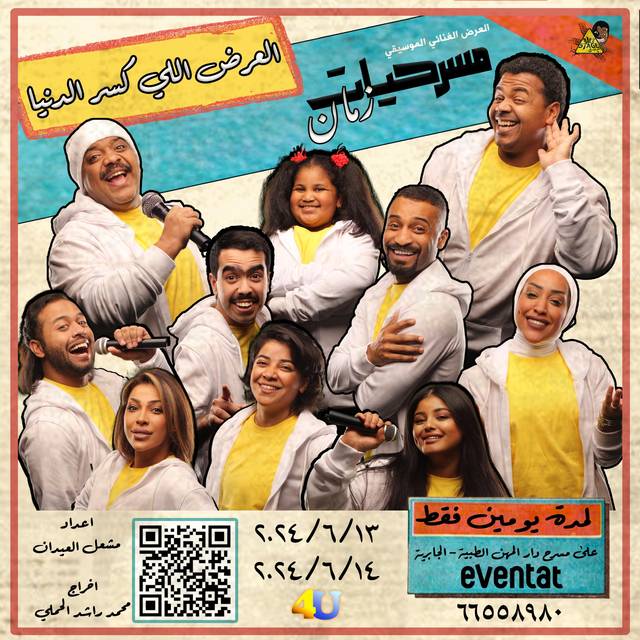 العرض الغنائي الموسيقي
مسرحيات
زمان
العرض اللي كسر الدنيا
اعداد
مشعل العيدان
اخراج
محمد راشد الحملي
٢٠٢٤/٦/١٣
٢٠٢٤/٦/١٤
4U
لمدة يومين فقط
على مسرح دار المهن الطبية - الجابرية
eventat
٦٦٥٥٨٩٨٠